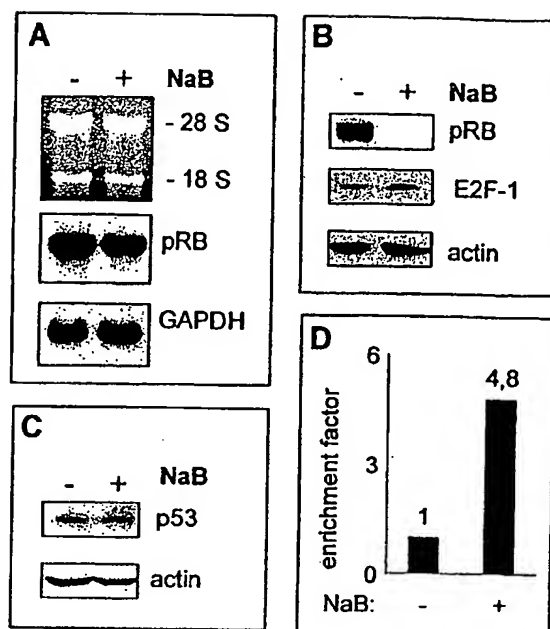 A
- + NaB
- 28 S
- 18 S
pRB
GAPDH
B
- + NaB
pRB
E2F-1
actin
C
- + NaB
p53
actin
D
enrichment factor
6
3
0
1
4,8
NaB: - +